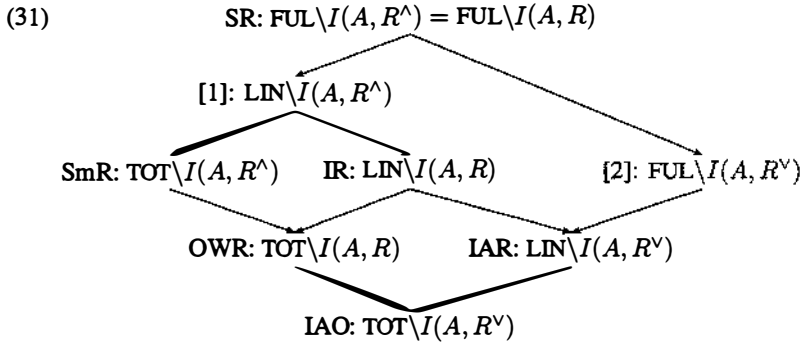 (31) SR: FUL\I(A, R^∧) = FUL\I(A, R)
[1]: LIN\I(A, R^∧)
SmR: TOT\I(A, R^∧) IR: LIN\I(A, R) [2]: FUL\I(A, R^∨)
OWR: TOT\I(A, R) IAR: LIN\I(A, R^∨)
IAO: TOT\I(A, R^∨)